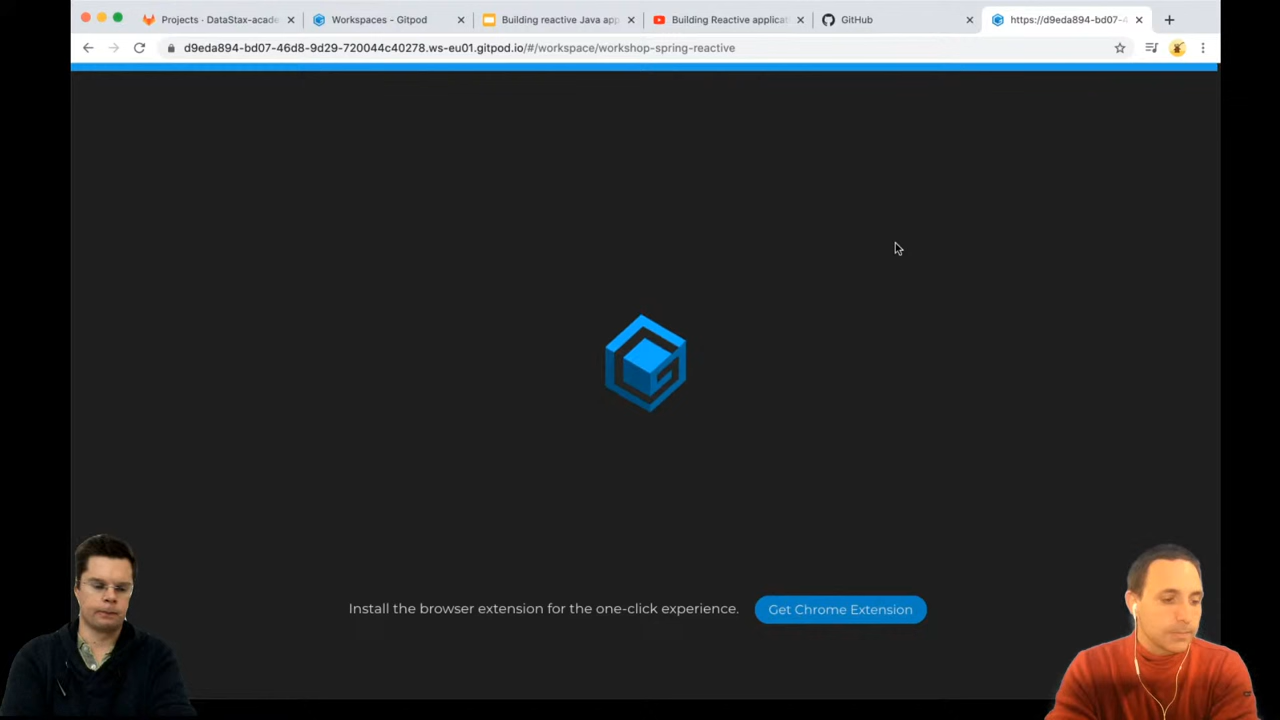 Projects · DataStax-acade
Workspaces - Gitpod
Building reactive Java app
Building Reactive applicati
GitHub
https://d9eda894-bd07-4
d9eda894-bd07-46d8-9d29-720044c40278.ws-eu01.gitpod.io/#/workspace/workshop-spring-reactive
Install the browser extension for the one-click experience.
Get Chrome Extension